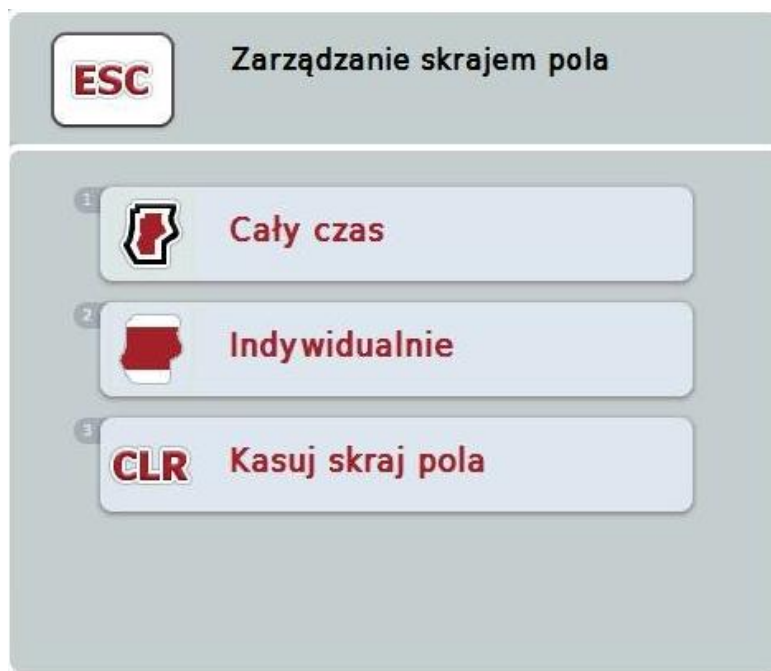 ESC
Zarządzanie skrajem pola
1
Cały czas
2
Indywidualnie
3
CLR
Kasuj skraj pola